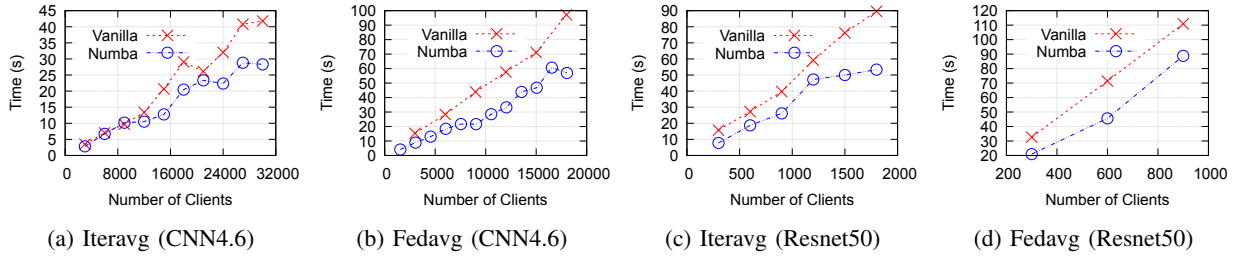 Time (s)
45
40
35
30
25
20
15
10
5
0
Vanilla
Numba
0 8000 16000 24000 32000
Number of Clients
(a) Iteravg (CNN4.6)
Time (s)
100
90
80
70
60
50
40
30
20
10
0
Vanilla
Numba
0 5000 10000 15000 20000
Number of Clients
(b) Fedavg (CNN4.6)
Time (s)
90
80
70
60
50
40
30
20
10
0
Vanilla
Numba
0 500 1000 1500 2000
Number of Clients
(c) Iteravg (Resnet50)
Time (s)
120
110
100
90
80
70
60
50
40
30
20
Vanilla
Numba
200 400 600 800 1000
Number of Clients
(d) Fedavg (Resnet50)